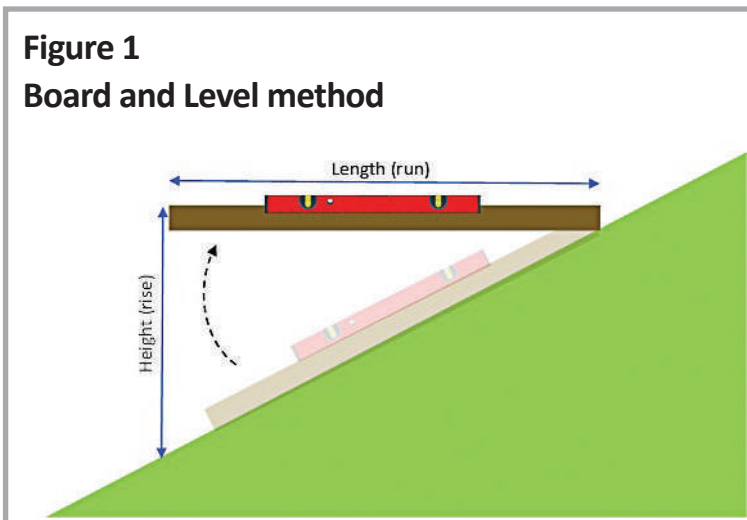 Figure 1
Board and Level method
Length (run)
Height (rise)